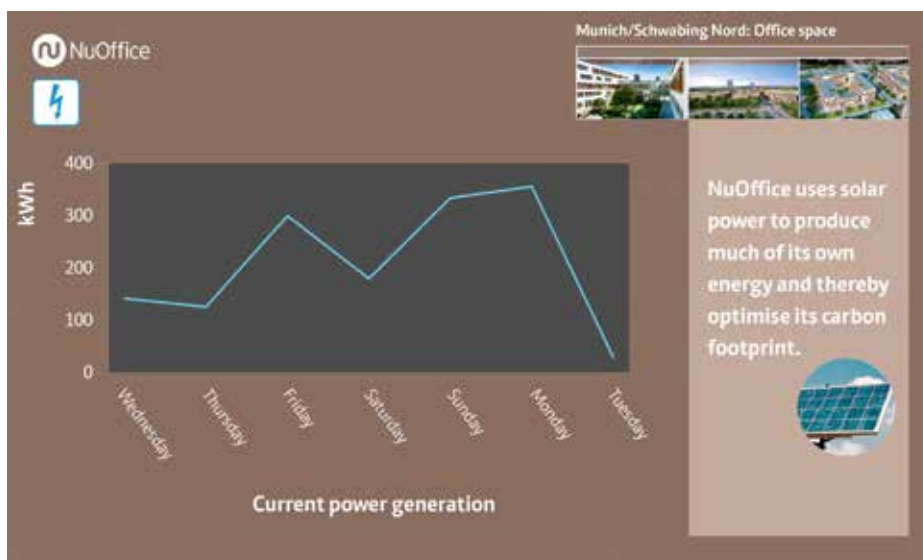 NuOffice
Munich/Schwabing Nord: Office space
kWh
400
300
200
100
0
Wednesday
Thursday
Friday
Saturday
Sunday
Monday
Tuesday
Current power generation
NuOffice uses solar
power to produce
much of its own
energy and thereby
optimise its carbon
footprint.